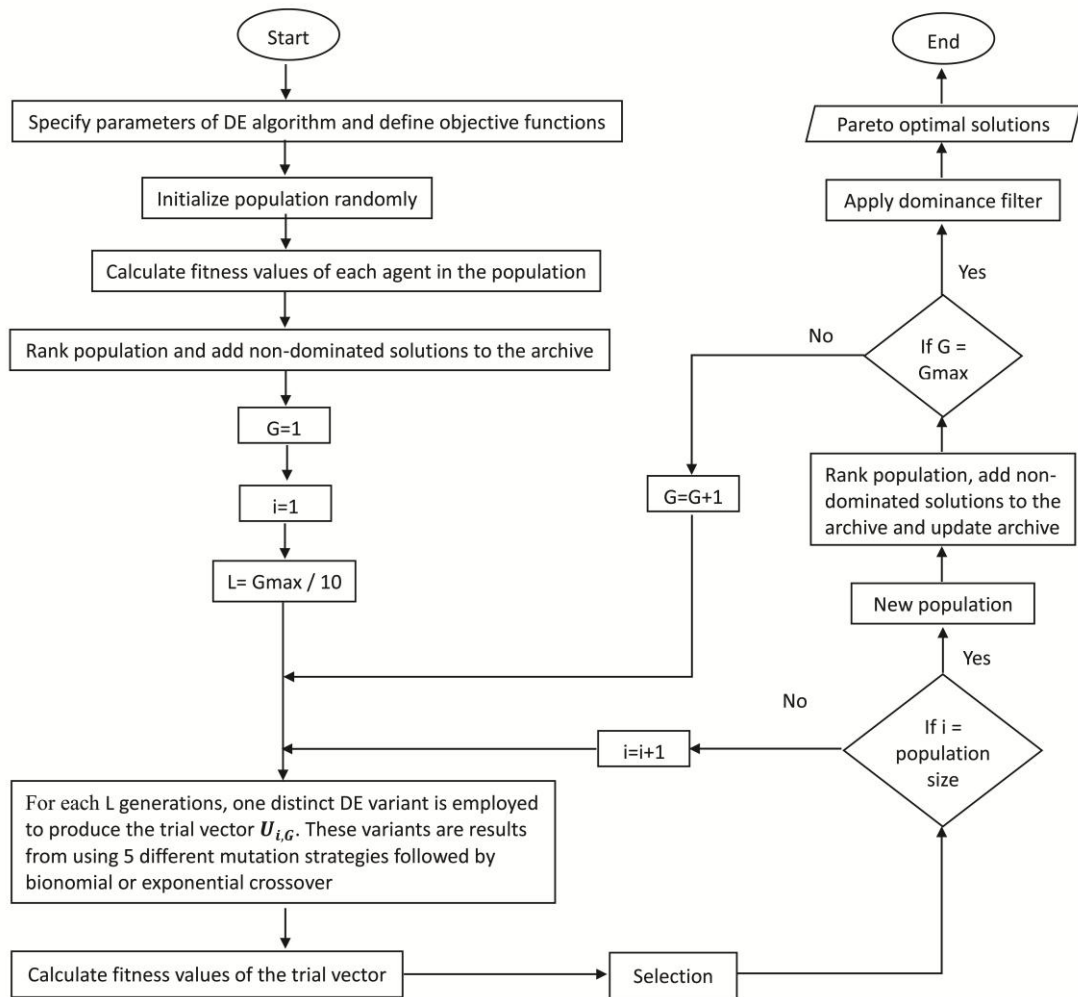 Start
Specify parameters of DE algorithm and define objective functions
Initialize population randomly
Calculate fitness values of each agent in the population
Rank population and add non-dominated solutions to the archive
G=1
i=1
L= Gmax / 10
For each L generations, one distinct DE variant is employed
to produce the trial vector U_{i,G}. These variants are results
from using 5 different mutation strategies followed by
bionomial or exponential crossover
Calculate fitness values of the trial vector
Selection
If i =
population
size
No
i=i+1
Yes
New population
Rank population, add non-
dominated solutions to the
archive and update archive
If G =
Gmax
No
G=G+1
Yes
Apply dominance filter
Pareto optimal solutions
End